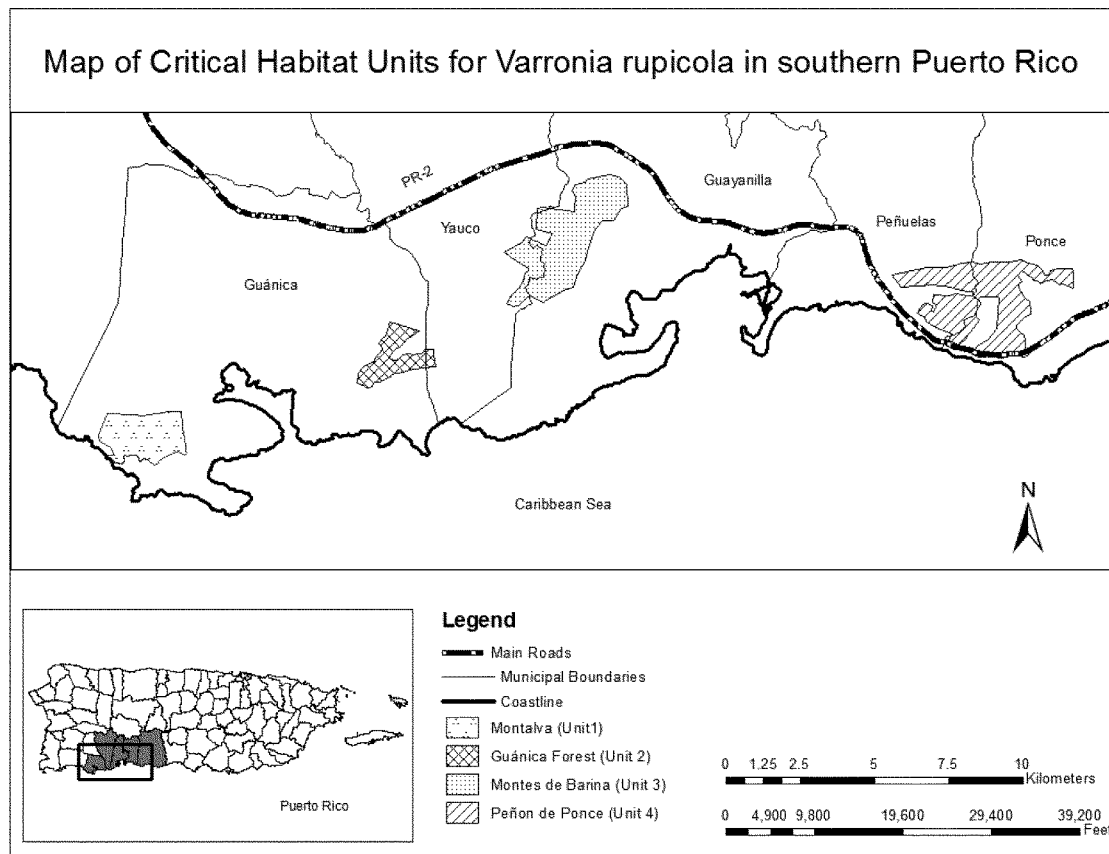 Map of Critical Habitat Units for Varronia rupicola in southern Puerto Rico
PR-2
Guayanilla
Yauco
Peñuelas
Ponce
Guánica
N
Caribbean Sea
Puerto Rico
Legend
Main Roads
Municipal Boundaries
Coastline
Montalva (Unit1)
Guánica Forest (Unit 2)
Montes de Barina (Unit 3)
Peñon de Ponce (Unit 4)
0 1.25 2.5 5 7.5 10
Kilometers
0 4,900 9,800 19,600 29,400 39,200
Feet